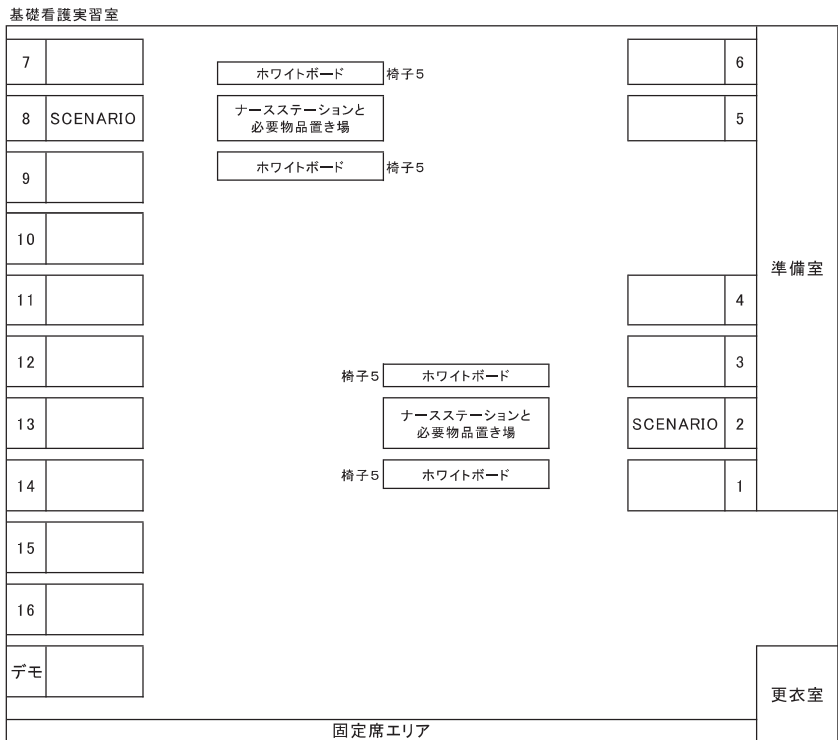 基礎看護実習室
7
ホワイトボード 椅子5
6
8 SCENARIO
ナースステーションと
必要物品置き場
5
9
ホワイトボード 椅子5
10
準備室
11
4
12
椅子5 ホワイトボード
3
13
ナースステーションと
必要物品置き場
SCENARIO 2
14
椅子5 ホワイトボード
1
15
16
デモ
更衣室
固定席エリア